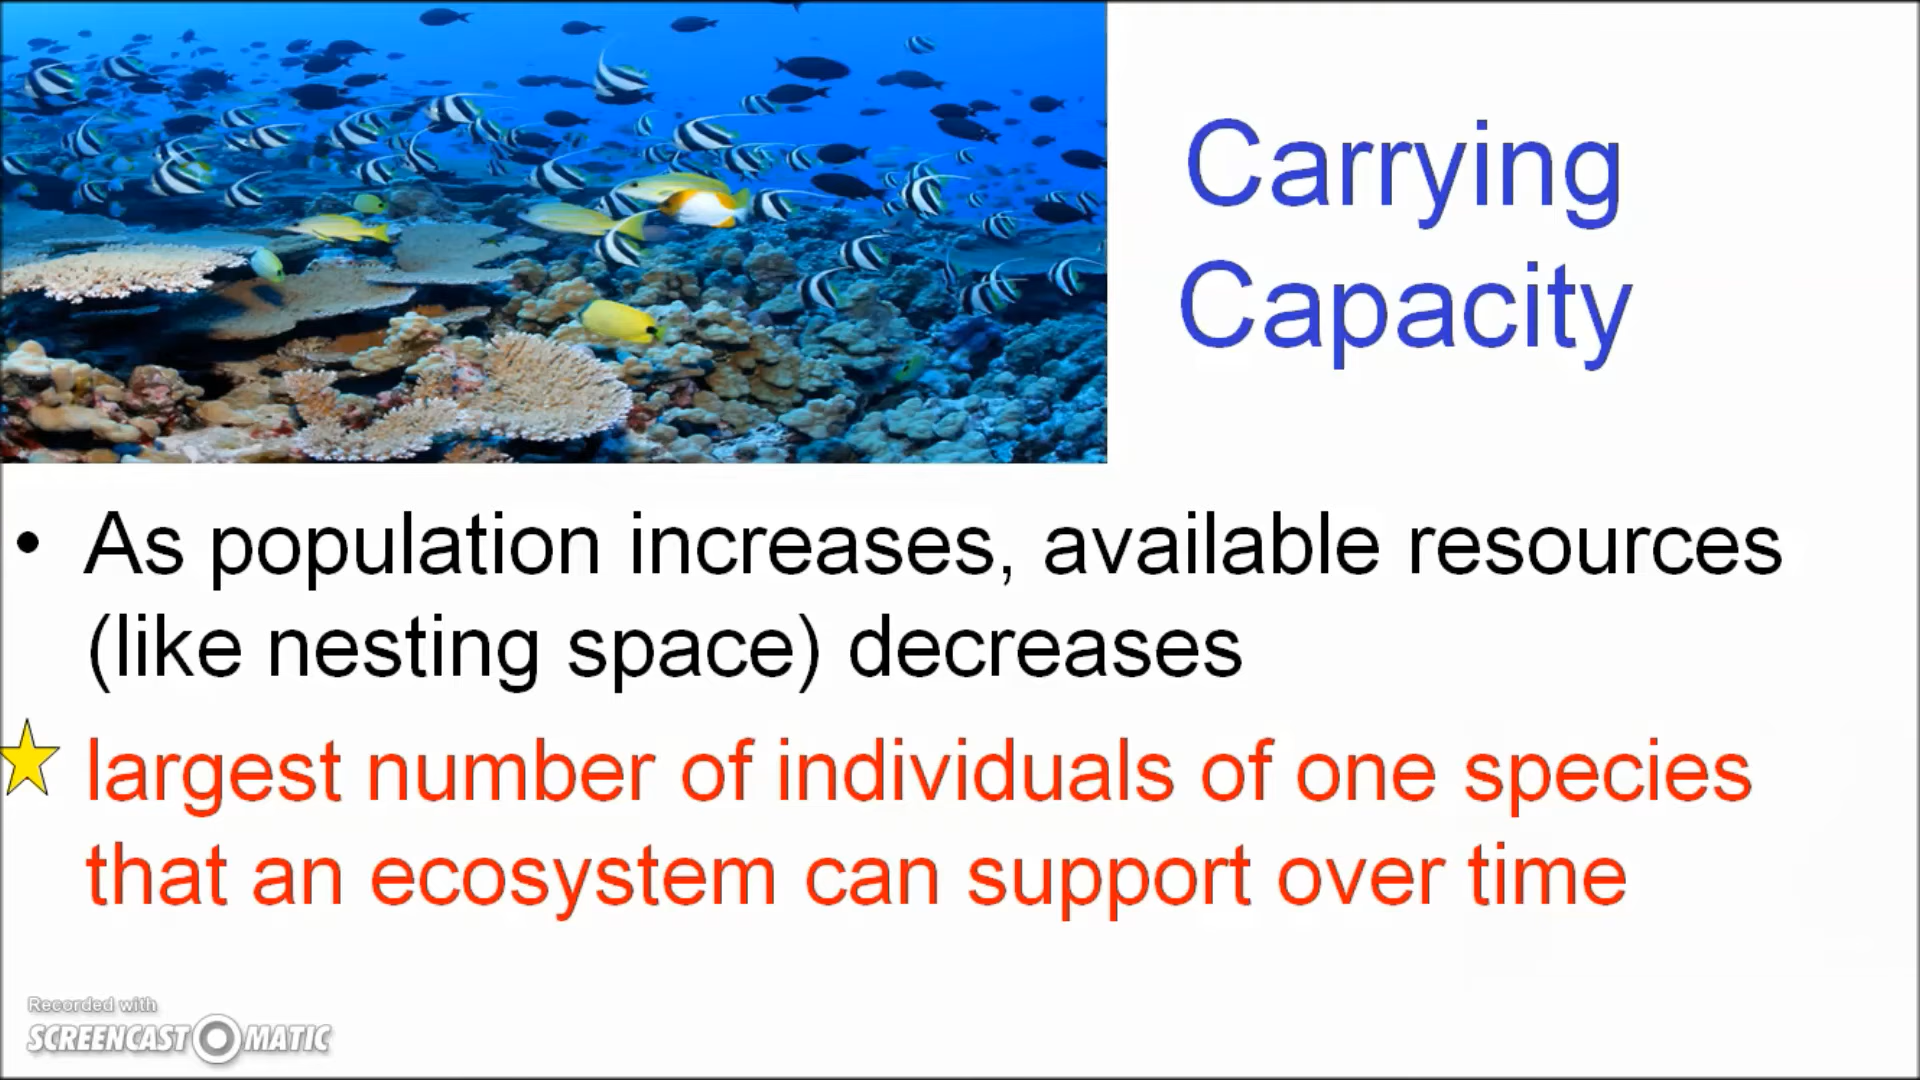 Carrying
Capacity
• As population increases, available resources
(like nesting space) decreases
largest number of individuals of one species
that an ecosystem can support over time
Recorded with
SCREENCAST MATIC